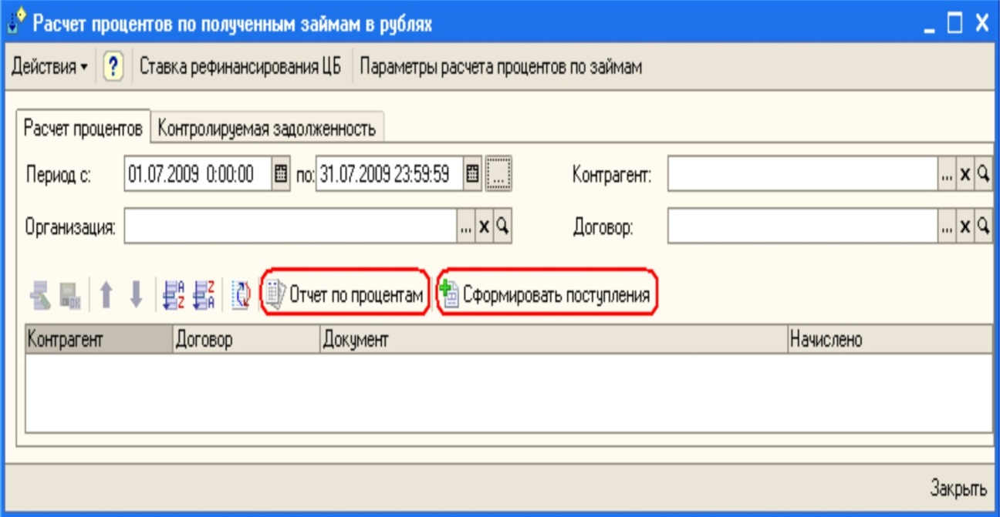 Расчет процентов по полученным займам в рублях
Действия ? Ставка рефинансирования ЦБ Параметры расчета процентов по займам
Расчет процентов Контролируемая задолженность
Период с: 01.07.2009 0:00:00 по: 31.07.2009 23:59:59 ... Контрагент: ... x
Организация: ... x Договор: ... x
Отчет по процентам Сформировать поступления
Контрагент Договор Документ Начислено
Закрыть